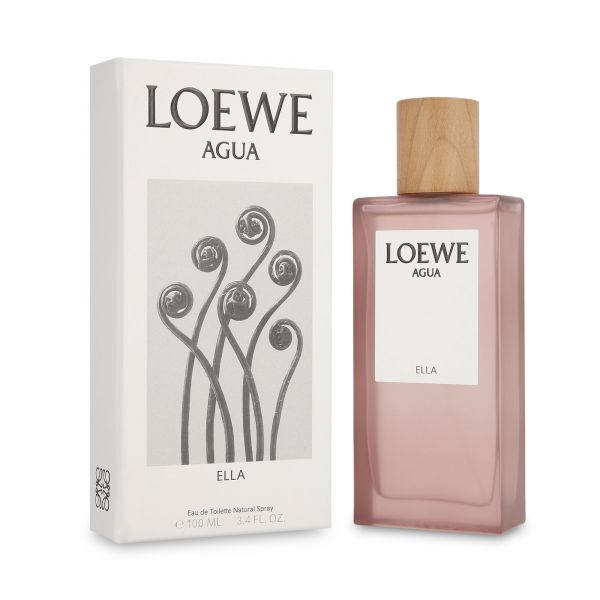 LOEWE
AGUA
ELLA
Eau de Toilette Natural Spray
℮ 100 ML 3.4 FL. OZ.
LOEWE
AGUA
ELLA